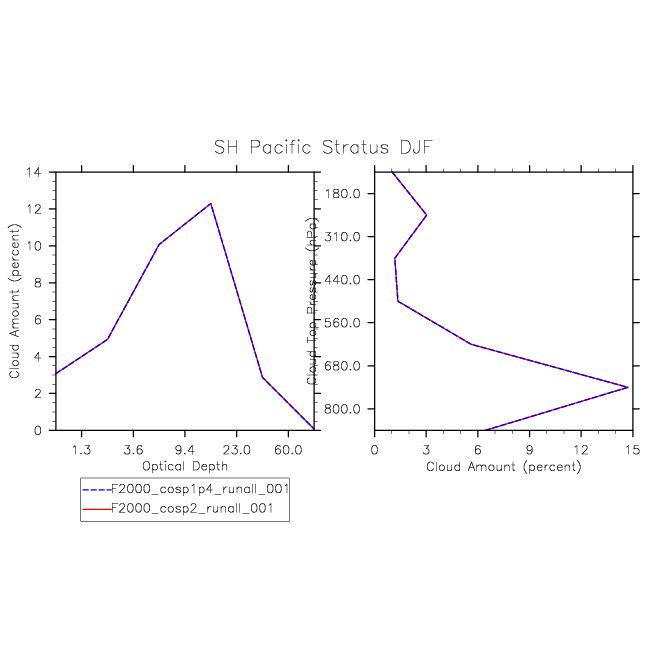 SH Pacific Stratus DJF
14
12
10
8
6
4
2
0
Cloud Amount (percent)
1.3 3.6 9.4 23.0 60.0
Optical Depth
Cloud Top Pressure (hPa)
180.0
310.0
440.0
560.0
680.0
800.0
0 3 6 9 12 15
Cloud Amount (percent)
F2000_cosp1p4_runall_001
F2000_cosp2_runall_001